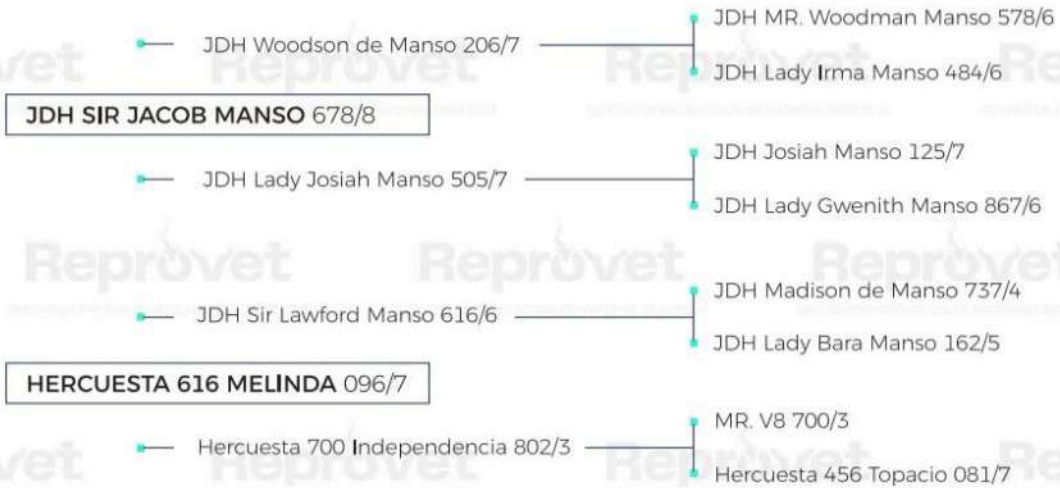 JDH MR. Woodman Manso 578/6
JDH Woodson de Manso 206/7
JDH Lady Irma Manso 484/6
JDH SIR JACOB MANSO 678/8
JDH Josiah Manso 125/7
JDH Lady Josiah Manso 505/7
JDH Lady Gwenith Manso 867/6
Reprovet Reprovet Reprovet
JDH Madison de Manso 737/4
JDH Sir Lawford Manso 616/6
JDH Lady Bara Manso 162/5
HERCUESTA 616 MELINDA 096/7
MR. V8 700/3
Hercuesta 700 Independencia 802/3
Hercuesta 456 Topacio 081/7